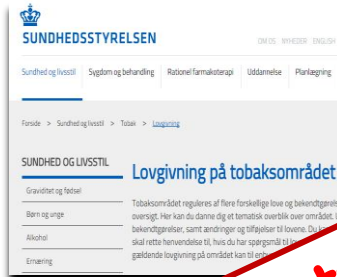 SUNDHEDSSTYRELSEN
OM OS NYHEDER ENGLISH
Sundhed og livsstil Sygdom og behandling Rationel farmakoterapi Uddannelse Planlægning
Forside > Sundhed og livsstil > Tobak > Lovgivning
SUNDHED OG LIVSSTIL
Graviditet og fødsel
Børn og unge
Alkohol
Ernæring
Lovgivning på tobaksområdet
Tobaksområdet reguleres af flere forskellige love og bekendtgørelser
oversigt. Her kan du danne dig et tematisk overblik over området.
bekendtgørelser, samt ændringer og tilføjelser til lovene. Du kan
skal rette henvendelse til, hvis du har spørgsmål til
gældende lovgivning på området kan til